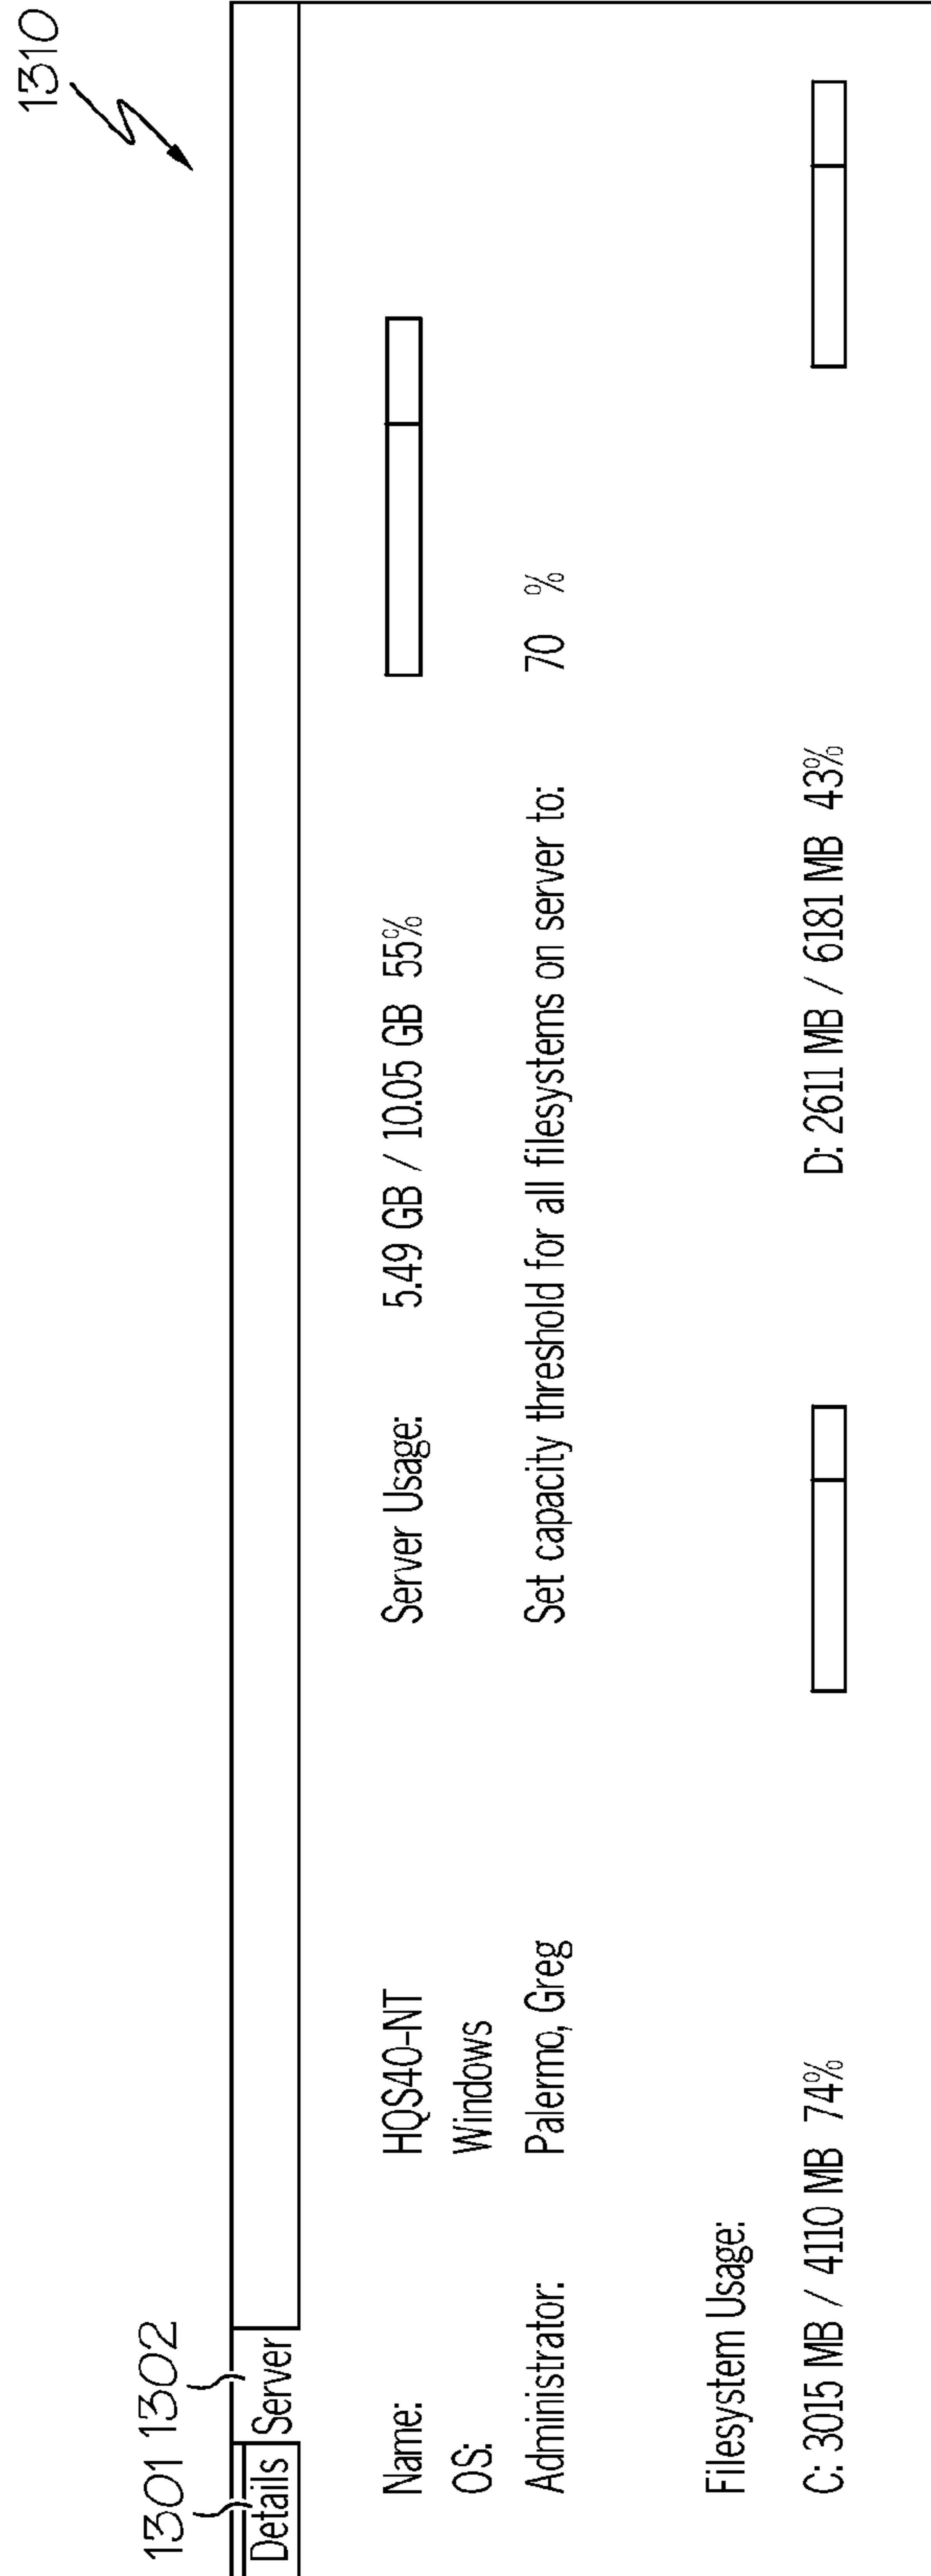 1310
1301 1302
Details Server
Name: HQS40-NT Server Usage: 5.49 GB / 10.05 GB 55%
OS: Windows
Administrator: Palermo, Greg Set capacity threshold for all filesystems on server to: 70 %
Filesystem Usage:
C: 3015 MB / 4110 MB 74% D: 2611 MB / 6181 MB 43%